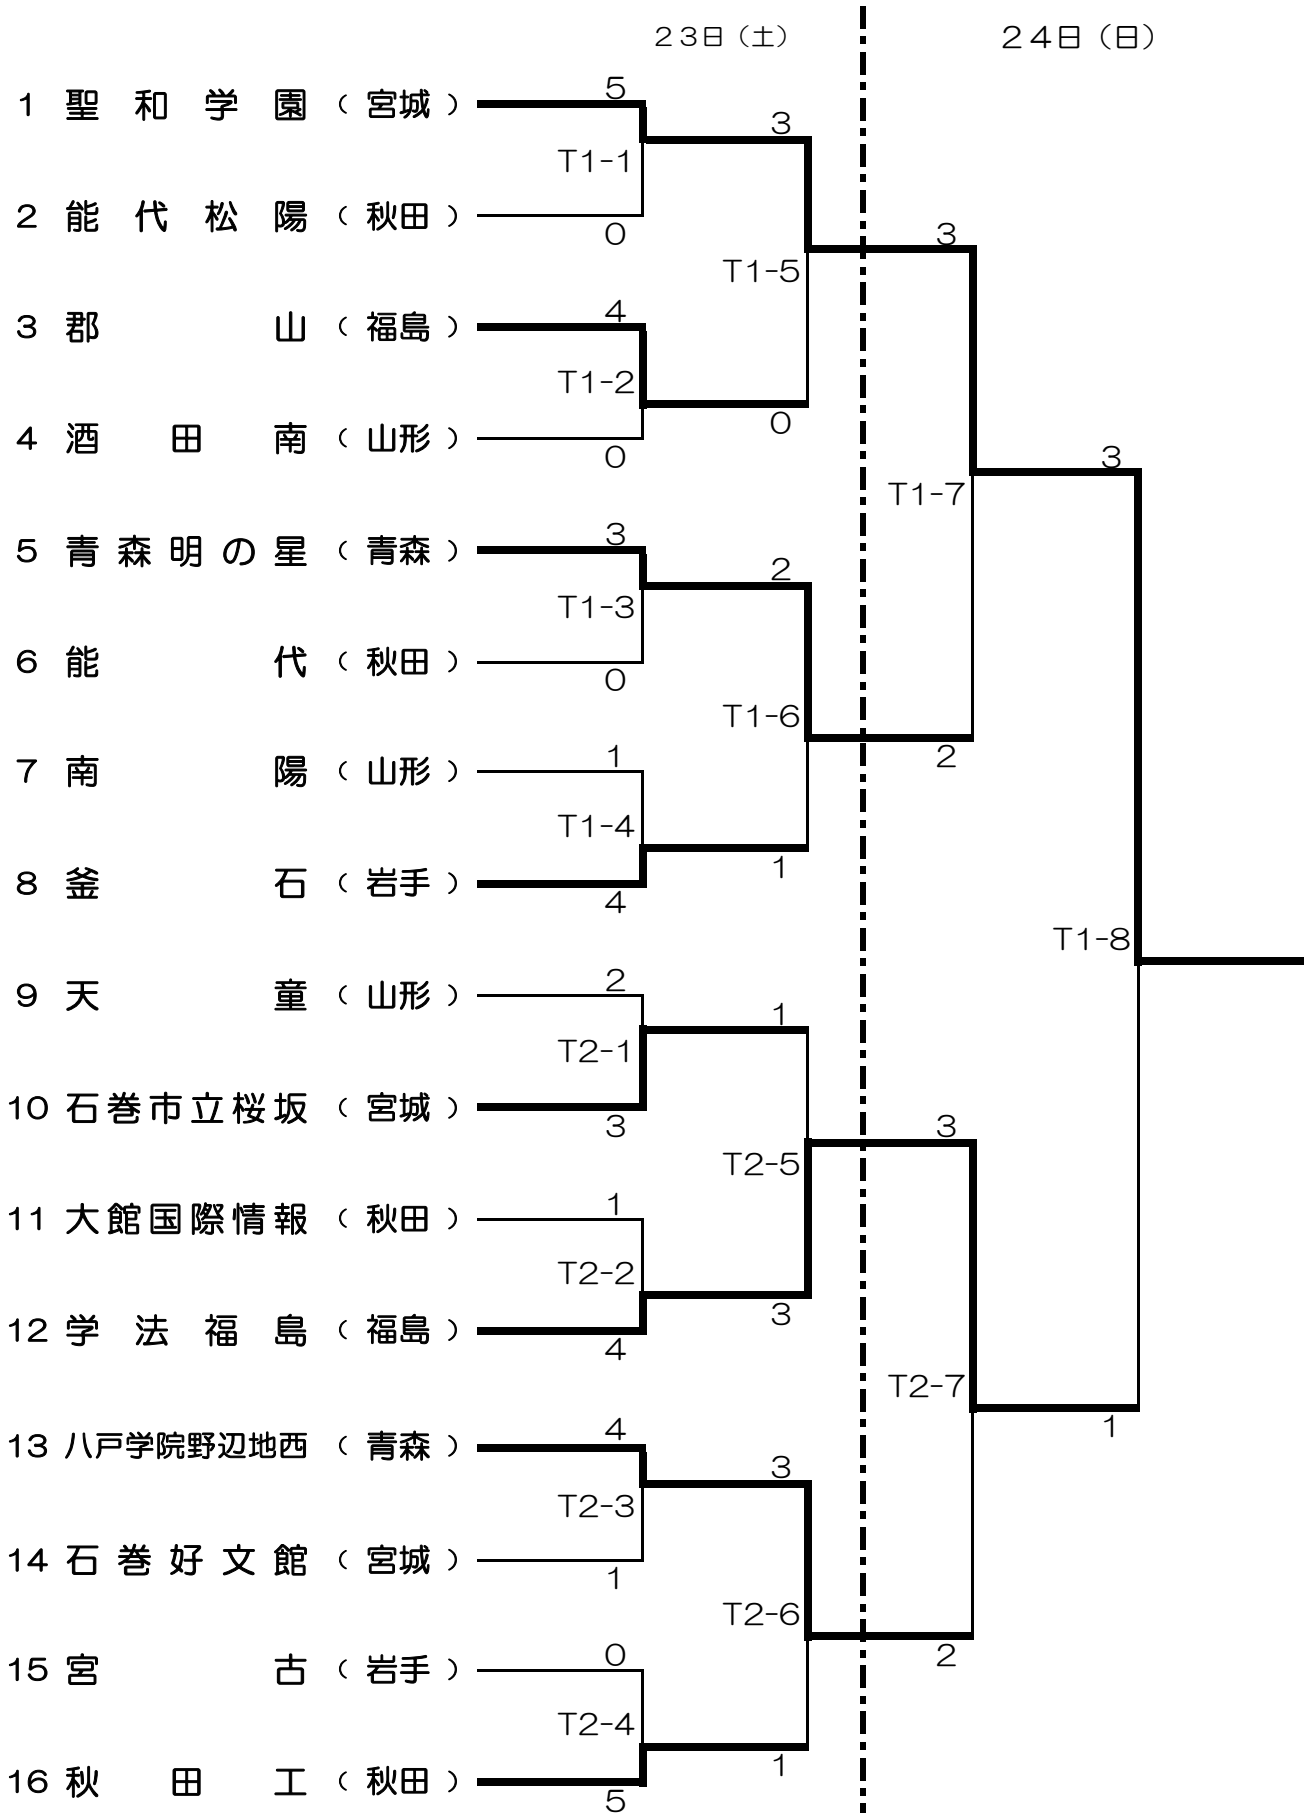 23日（土） 24日（日）
5
1 聖和学園（宮城） 3
T1-1
2 能代松陽（秋田）
0 3
T1-5
4
3 郡山（福島）
T1-2
0
4 酒田南（山形）
0 3
T1-7
3
5 青森明の星（青森） 2
T1-3
6 能代（秋田）
0
T1-6
1 2
7 南陽（山形）
T1-4
1
8 釜石（岩手）
4
T1-8
2
9 天童（山形） 1
T2-1
10 石巻市立桜坂（宮城）
3 3
T2-5
1
11 大館国際情報（秋田）
T2-2
3
12 学法福島（福島）
4
T2-7
4 1
13 八戸学院野辺地西（青森） 3
T2-3
14 石巻好文館（宮城）
1
T2-6
0 2
15 宮古（岩手）
T2-4
1
16 秋田工（秋田）
5